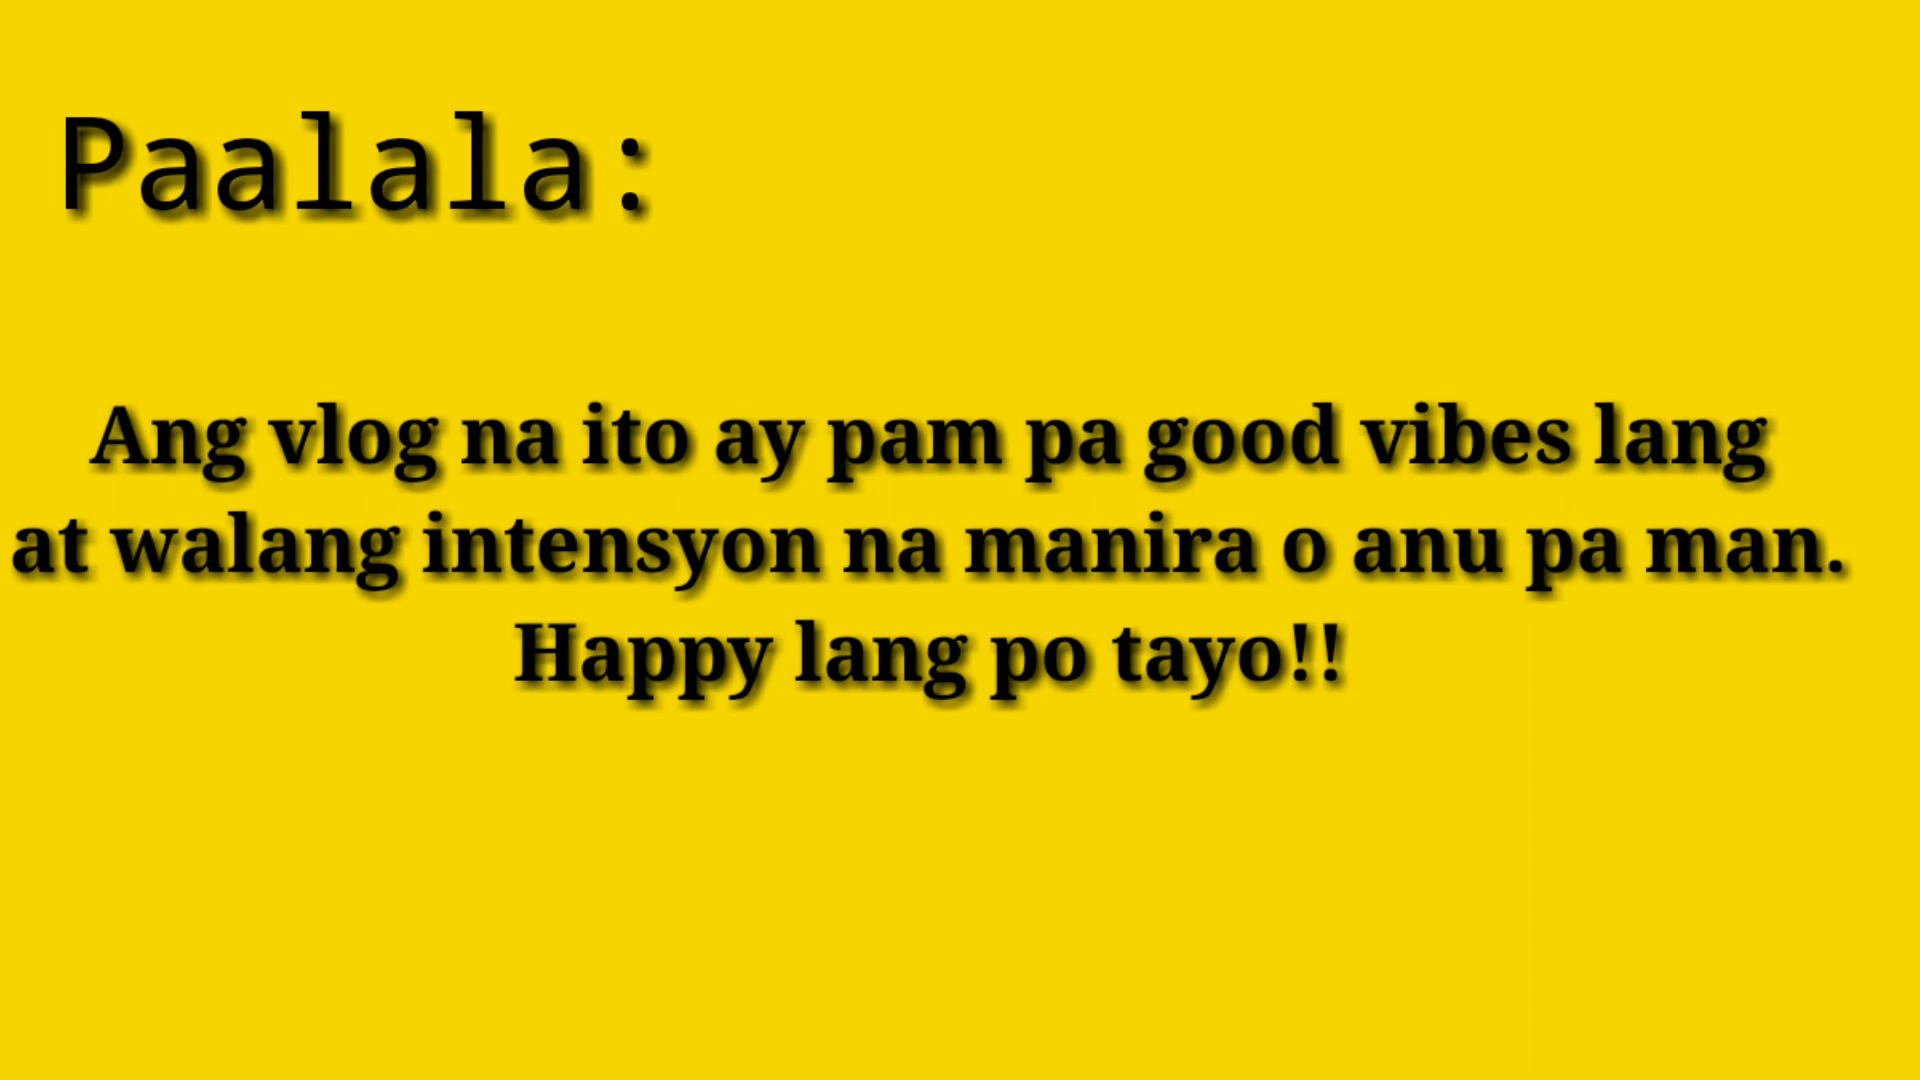 Paalala:
Ang vlog na ito ay pam pa good vibes lang
at walang intensyon na manira o anu pa man.
Happy lang po tayo!!